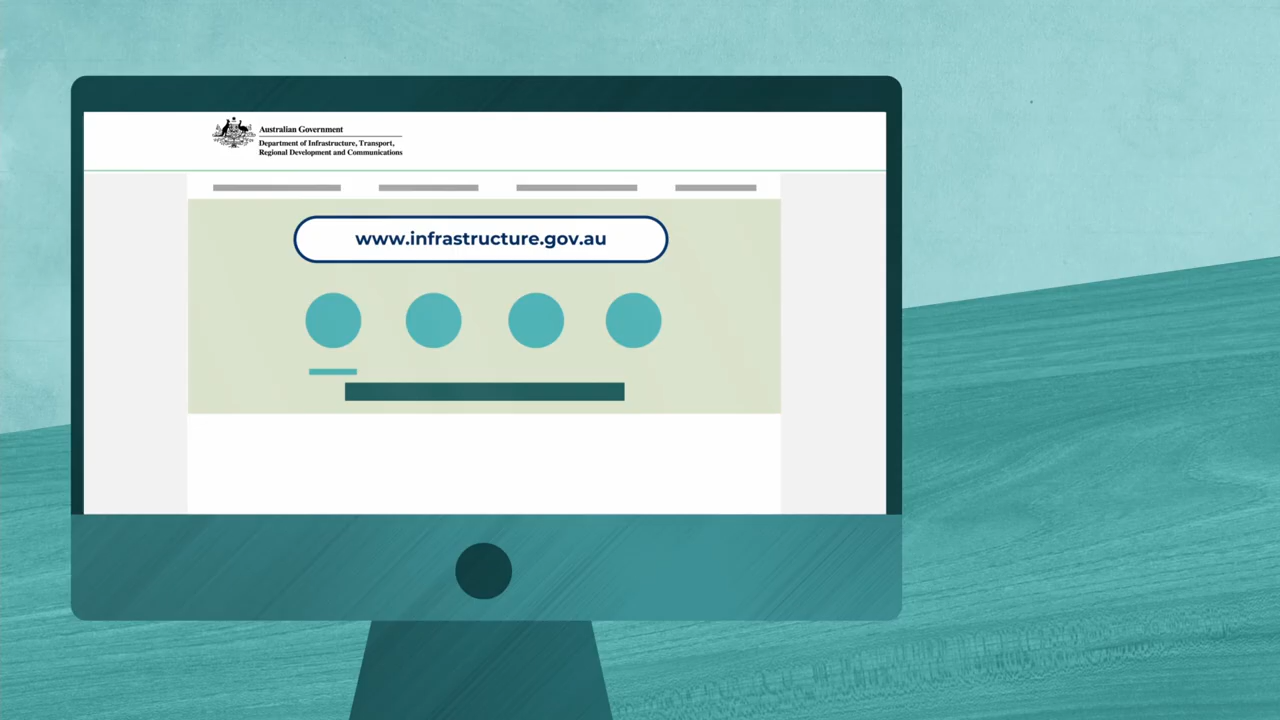 Australian Government
Department of Infrastructure, Transport,
Regional Development and Communications
www.infrastructure.gov.au